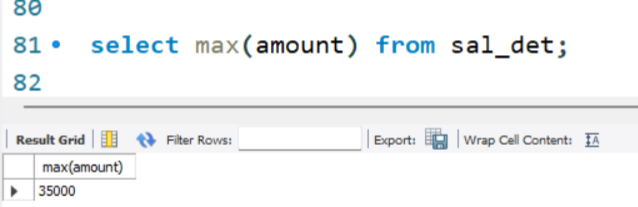 80
81 • select max(amount) from sal_det;
82
Result Grid Filter Rows: Export: Wrap Cell Content: IA
max(amount)
35000